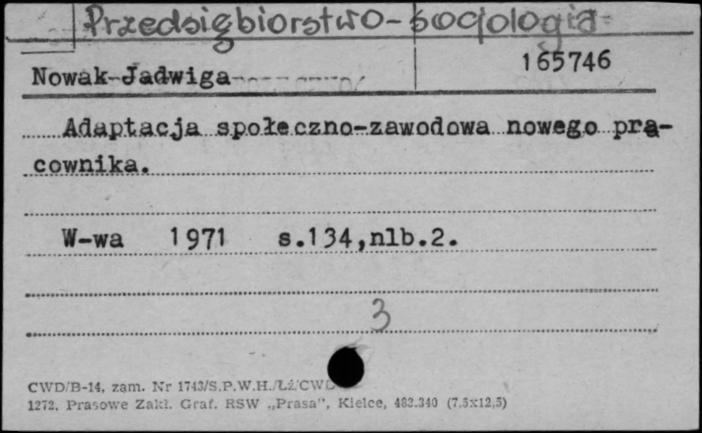 Przedsiębiorstwo-socjologia
165746
Nowak Jadwiga
Adaptacja społeczno-zawodowa nowego pra-
cownika.
W-wa 1971 s.134,nlb.2.
3
CWD/B-14, zam. Nr 1743/S.P.W.H./Łź/CWD
1272. Prasowe Zakł. Graf. RSW „Prasa”, Kielce, 483.340 (7,5x12,5)